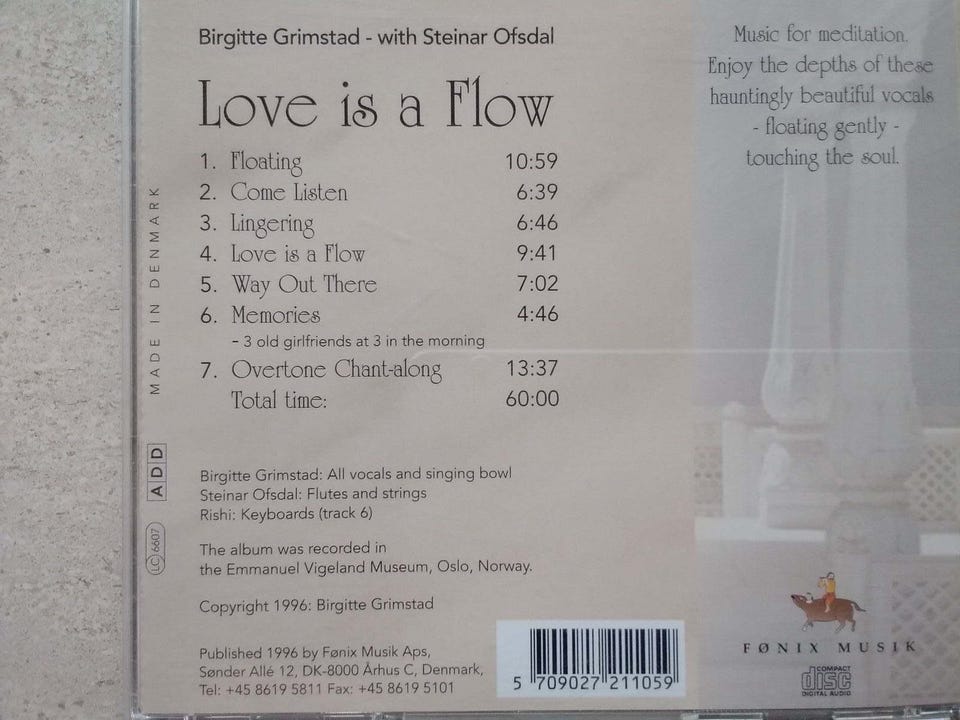 Birgitte Grimstad - with Steinar Ofsdal
Love is a Flow
1. Floating 10:59
2. Come Listen 6:39
3. Lingering 6:46
4. Love is a Flow 9:41
5. Way Out There 7:02
6. Memories 4:46
- 3 old girlfriends at 3 in the morning
7. Overtone Chant-along 13:37
Total time: 60:00
Birgitte Grimstad: All vocals and singing bowl
Steinar Ofsdal: Flutes and strings
Rishi: Keyboards (track 6)
The album was recorded in
the Emmanuel Vigeland Museum, Oslo, Norway.
Copyright 1996: Birgitte Grimstad
Published 1996 by Fønix Musik Aps,
Sønder Allé 12, DK-8000 Århus C, Denmark,
Tel: +45 8619 5811 Fax: +45 8619 5101
MADE IN DENMARK
ADD
LC 6607
Music for meditation.
Enjoy the depths of these
hauntingly beautiful vocals
- floating gently -
touching the soul.
5 709027 211059
FØNIX MUSIK
COMPACT
disc
DIGITAL AUDIO